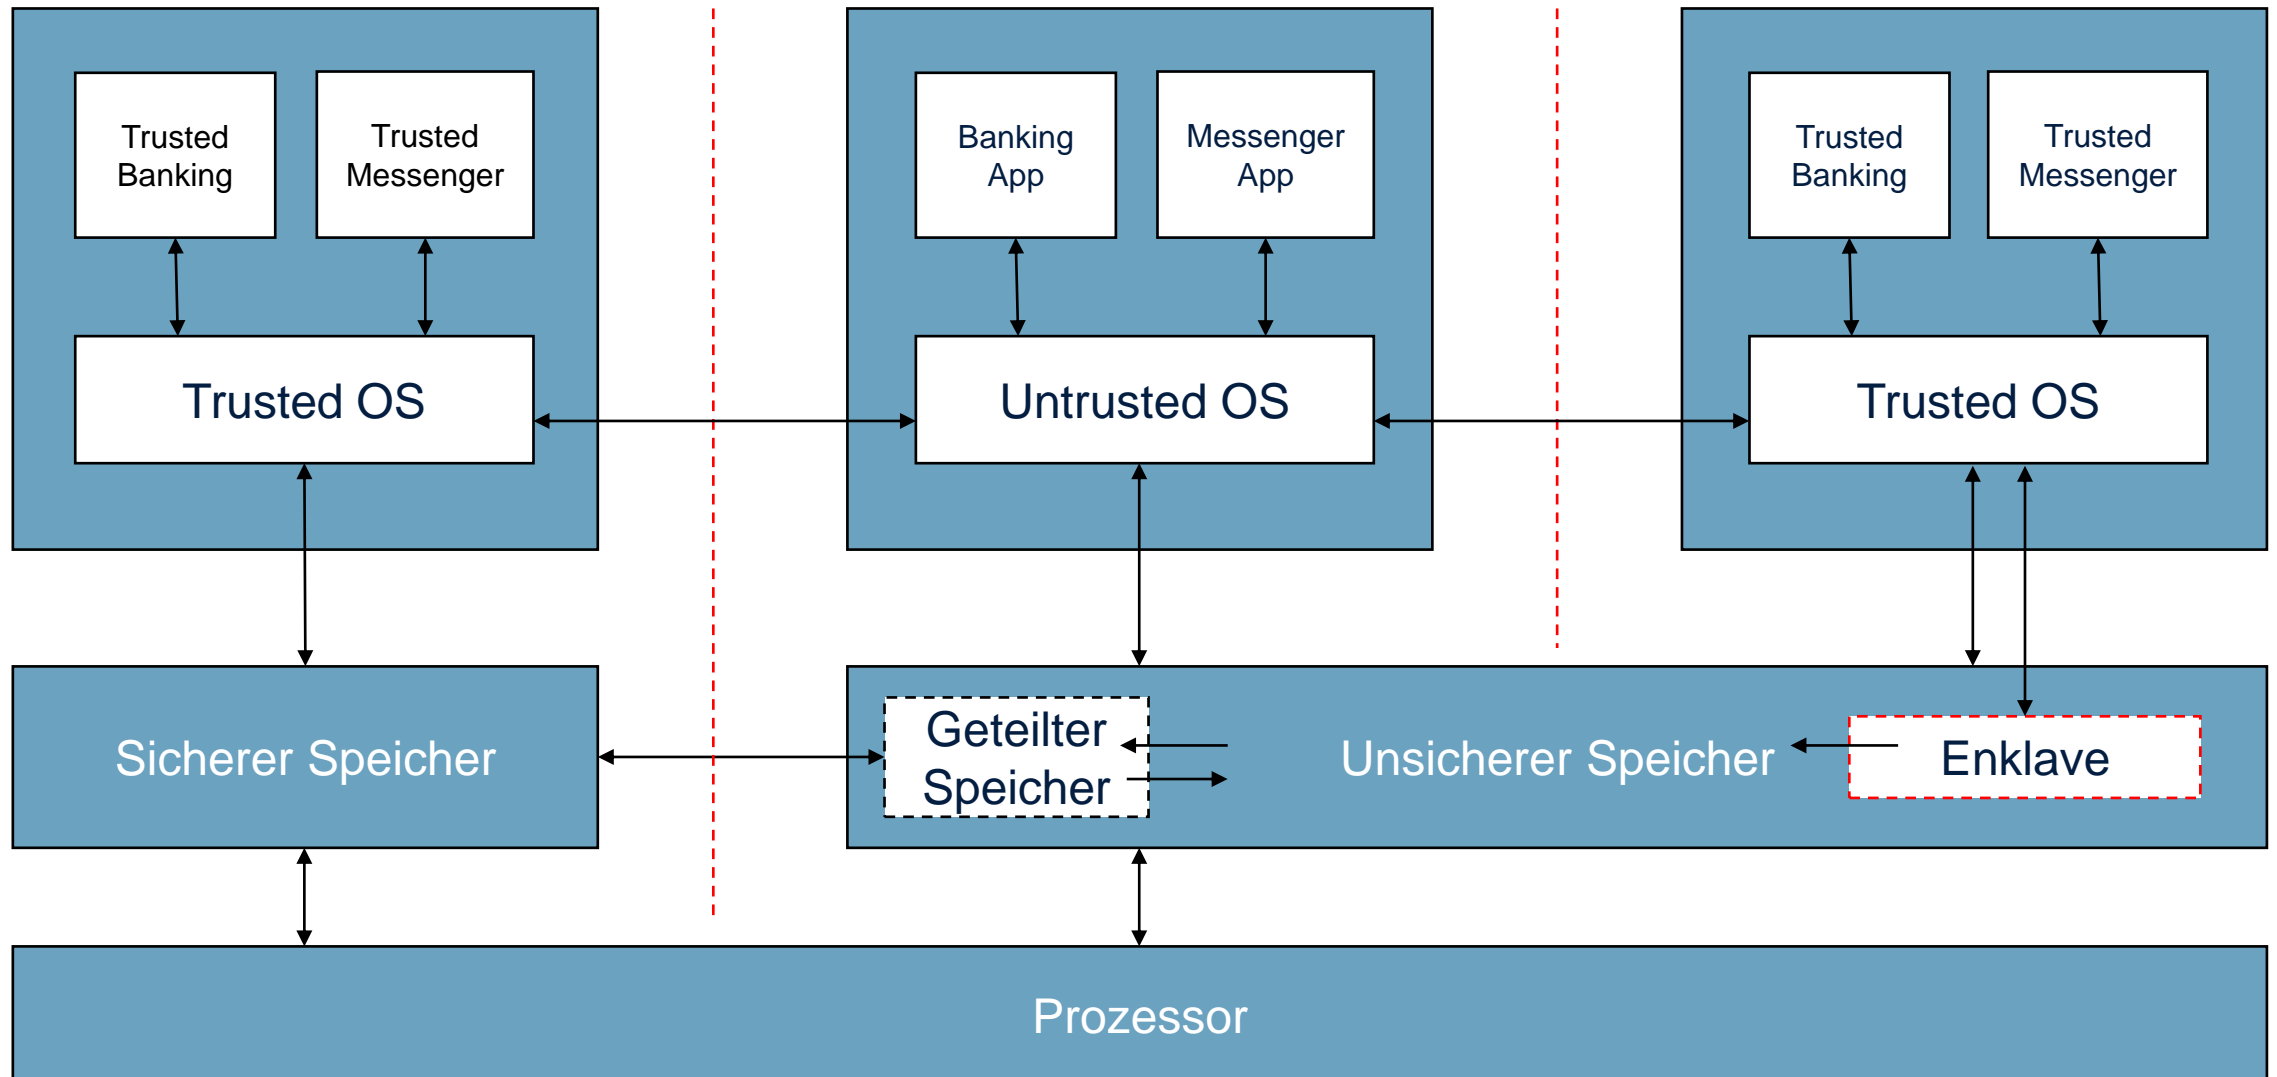 Trusted
Banking
Trusted
Messenger
Banking
App
Messenger
App
Trusted
Banking
Trusted
Messenger
Trusted OS
Untrusted OS
Trusted OS
Sicherer Speicher
Geteilter
Speicher
Unsicherer Speicher
Enklave
Prozessor